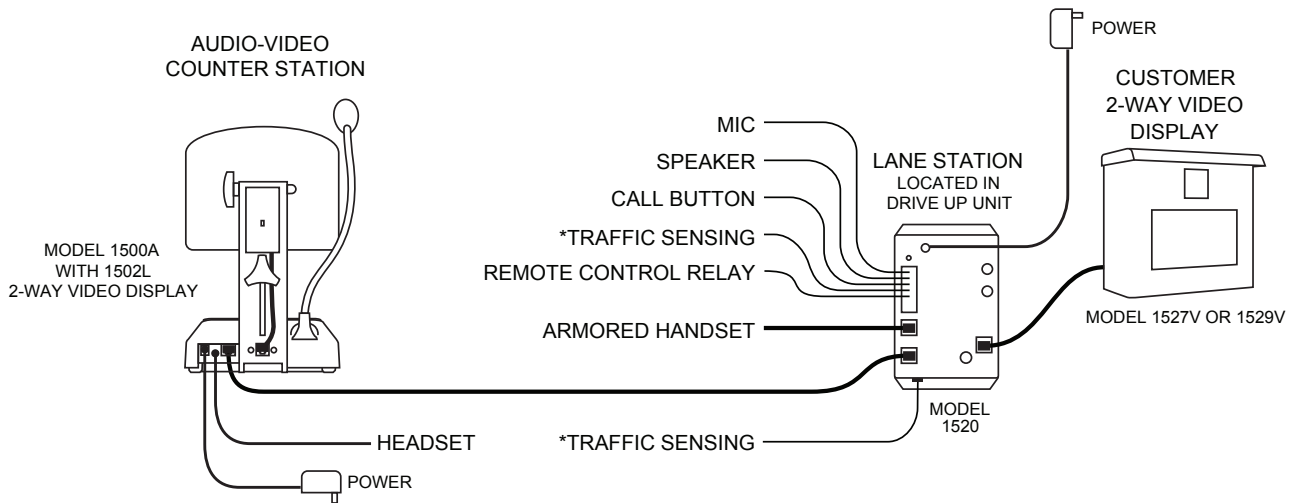 AUDIO-VIDEO
COUNTER STATION
MODEL 1500A
WITH 1502L
2-WAY VIDEO DISPLAY
HEADSET
POWER
MIC
SPEAKER
CALL BUTTON
*TRAFFIC SENSING
REMOTE CONTROL RELAY
ARMORED HANDSET
*TRAFFIC SENSING
LANE STATION
LOCATED IN
DRIVE UP UNIT
MODEL
1520
POWER
CUSTOMER
2-WAY VIDEO
DISPLAY
MODEL 1527V OR 1529V